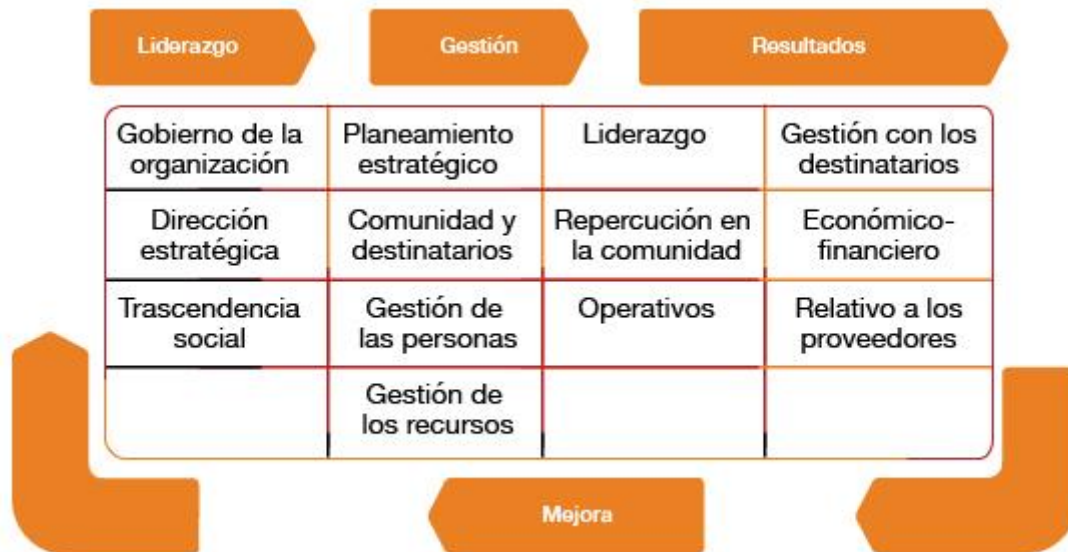 Liderazgo
Gestión
Resultados
Gobierno de la
organización
Planeamiento
estratégico
Liderazgo
Gestión con los
destinatarios
Dirección
estratégica
Comunidad y
destinatarios
Repercución en
la comunidad
Económico-
financiero
Trascendencia
social
Gestión de
las personas
Operativos
Relativo a los
proveedores
Gestión de
los recursos
Mejora